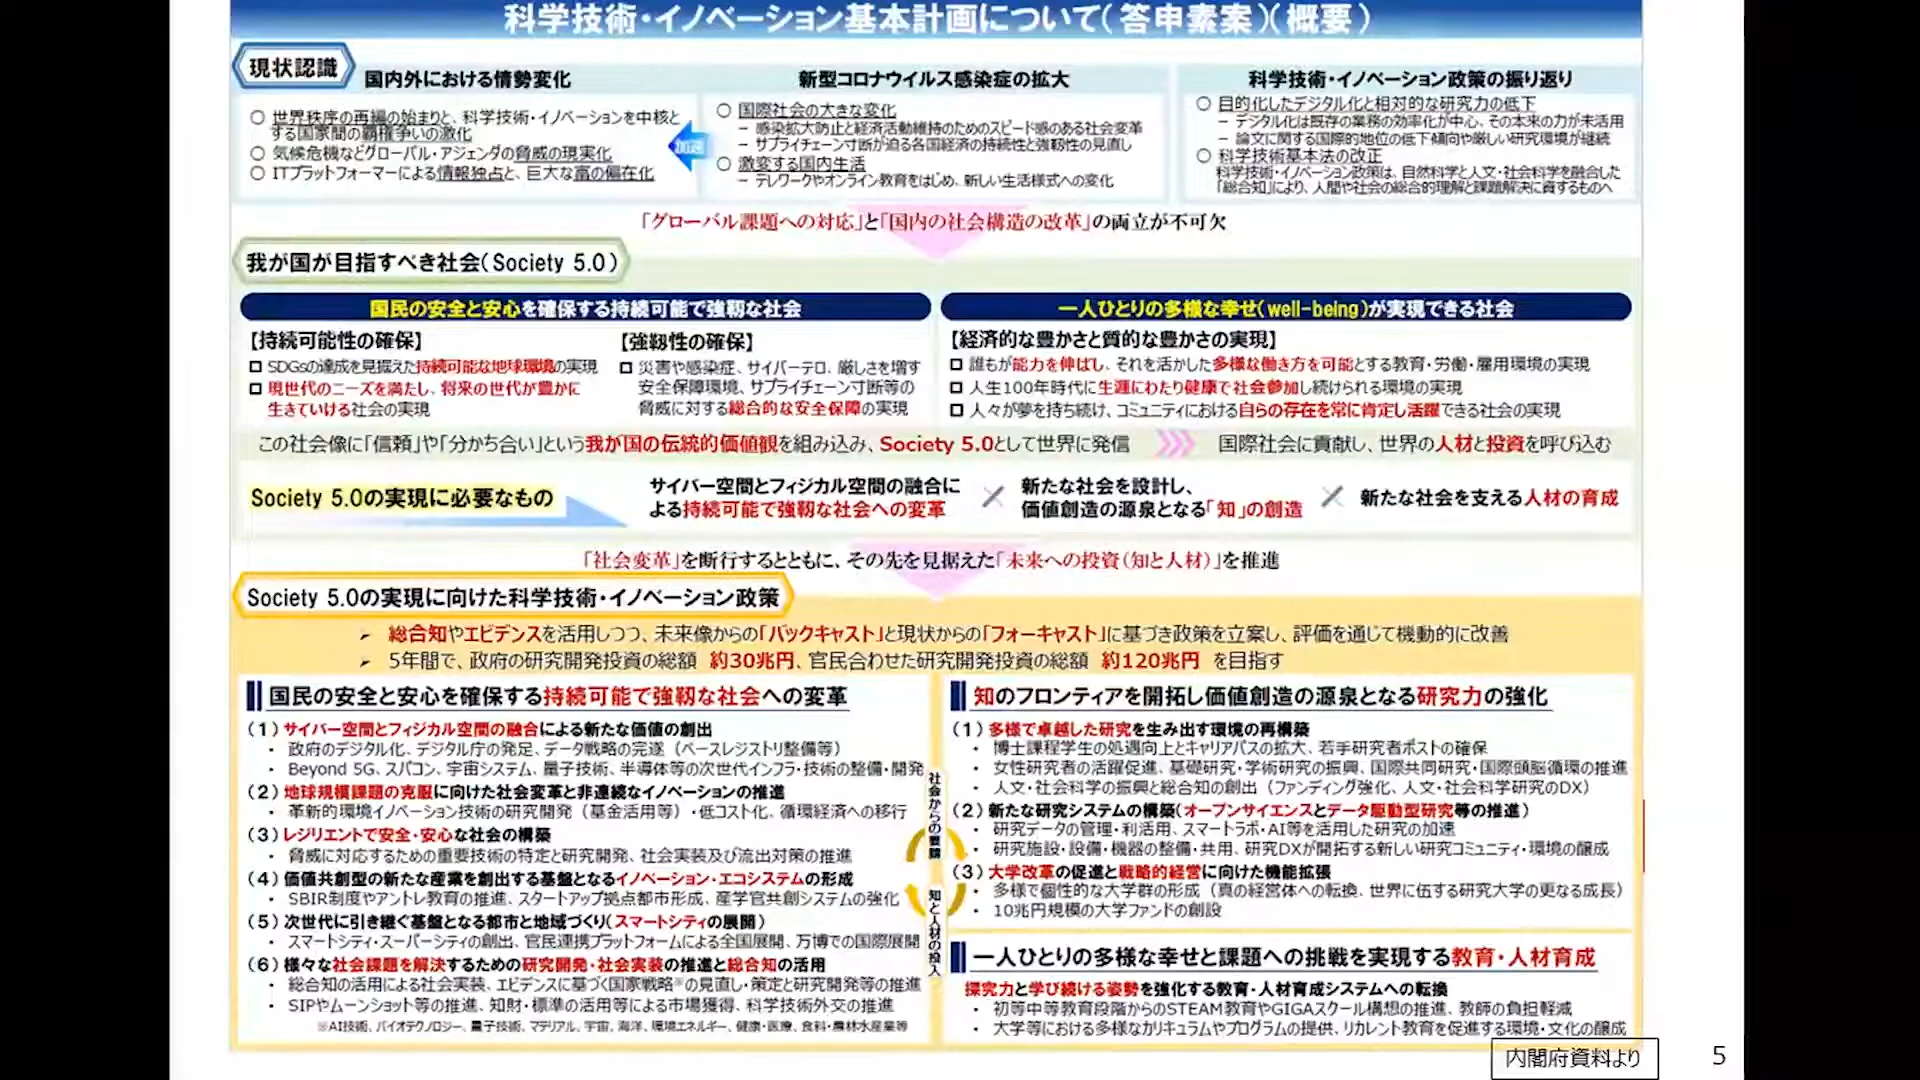 科学技術・イノベーション基本計画について(答申素案)(概要)
現状認識
国内外における情勢変化
○ 世界秩序の再編の始まりと、科学技術・イノベーションを中核と
する国家間の覇権争いの激化
○ 気候危機などグローバル・アジェンダの脅威の現実化
○ ITプラットフォーマーによる情報独占と、巨大な富の偏在化
加速
新型コロナウイルス感染症の拡大
○ 国際社会の大きな変化
− 感染拡大防止と経済活動維持のためのスピード感のある社会変革
− サプライチェーン寸断が迫る各国経済の持続性と強靱性の見直し
○ 激変する国内生活
− テレワークやオンライン教育をはじめ、新しい生活様式への変化
科学技術・イノベーション政策の振り返り
○ 目的化したデジタル化と相対的な研究力の低下
− デジタル化は既存の業務の効率化が中心、その本来の力が未活用
− 論文に関する国際的地位の低下傾向や厳しい研究環境が継続
○ 科学技術基本法の改正
科学技術・イノベーション政策は、自然科学と人文・社会科学を融合した
「総合知」により、人間や社会の総合的理解と課題解決に資するものへ
「グローバル課題への対応」と「国内の社会構造の改革」の両立が不可欠
我が国が目指すべき社会(Society 5.0)
国民の安全と安心を確保する持続可能で強靱な社会
【持続可能性の確保】
□ SDGsの達成を見据えた持続可能な地球環境の実現
□ 現世代のニーズを満たし、将来の世代が豊かに
生きていける社会の実現
【強靱性の確保】
□ 災害や感染症、サイバーテロ、厳しさを増す
安全保障環境、サプライチェーン寸断等の
脅威に対する総合的な安全保障の実現
一人ひとりの多様な幸せ(well-being)が実現できる社会
【経済的な豊かさと質的な豊かさの実現】
□ 誰もが能力を伸ばし、それを活かした多様な働き方を可能とする教育・労働・雇用環境の実現
□ 人生100年時代に生涯にわたり健康で社会参加し続けられる環境の実現
□ 人々が夢を持ち続け、コミュニティにおける自らの存在を常に肯定し活躍できる社会の実現
この社会像に「信頼」や「分かち合い」という我が国の伝統的価値観を組み込み、Society 5.0として世界に発信
国際社会に貢献し、世界の人材と投資を呼び込む
Society 5.0の実現に必要なもの
サイバー空間とフィジカル空間の融合に
よる持続可能で強靱な社会への変革
×
新たな社会を設計し、
価値創造の源泉となる「知」の創造
×
新たな社会を支える人材の育成
「社会変革」を断行するとともに、その先を見据えた「未来への投資(知と人材)」を推進
Society 5.0の実現に向けた科学技術・イノベーション政策
➢ 総合知やエビデンスを活用しつつ、未来像からの「バックキャスト」と現状からの「フォーキャスト」に基づき政策を立案し、評価を通じて機動的に改善
➢ 5年間で、政府の研究開発投資の総額 約30兆円、官民合わせた研究開発投資の総額 約120兆円 を目指す
国民の安全と安心を確保する持続可能で強靱な社会への変革
(1)サイバー空間とフィジカル空間の融合による新たな価値の創出
・ 政府のデジタル化、デジタル庁の発足、データ戦略の完遂(ベースレジストリ整備等)
・ Beyond 5G、スパコン、宇宙システム、量子技術、半導体等の次世代インフラ・技術の整備・開発
(2)地球規模課題の克服に向けた社会変革と非連続なイノベーションの推進
・ 革新的環境イノベーション技術の研究開発(基金活用等)・低コスト化、循環経済への移行
(3)レジリエントで安全・安心な社会の構築
・ 脅威に対応するための重要技術の特定と研究開発、社会実装及び流出対策の推進
(4)価値共創型の新たな産業を創出する基盤となるイノベーション・エコシステムの形成
・ SBIR制度やアントレ教育の推進、スタートアップ拠点都市形成、産学官共創システムの強化
(5)次世代に引き継ぐ基盤となる都市と地域づくり(スマートシティの展開)
・ スマートシティ・スーパーシティの創出、官民連携プラットフォームによる全国展開、万博での国際展開
(6)様々な社会課題を解決するための研究開発・社会実装の推進と総合知の活用
・ 総合知の活用による社会実装、エビデンスに基づく国家戦略※の見直し・策定と研究開発等の推進
・ SIPやムーンショット等の推進、知財・標準の活用等による市場獲得、科学技術外交の推進
※AI技術、バイオテクノロジー、量子技術、マテリアル、宇宙、海洋、環境エネルギー、健康・医療、食料・農林水産業等
社会からの要請
知と人材の投入
知のフロンティアを開拓し価値創造の源泉となる研究力の強化
(1)多様で卓越した研究を生み出す環境の再構築
・ 博士課程学生の処遇向上とキャリアパスの拡大、若手研究者ポストの確保
・ 女性研究者の活躍促進、基礎研究・学術研究の振興、国際共同研究・国際頭脳循環の推進
・ 人文・社会科学の振興と総合知の創出(ファンディング強化、人文・社会科学研究のDX)
(2)新たな研究システムの構築(オープンサイエンスとデータ駆動型研究等の推進)
・ 研究データの管理・利活用、スマートラボ・AI等を活用した研究の加速
・ 研究施設・設備・機器の整備・共用、研究DXが開拓する新しい研究コミュニティ・環境の醸成
(3)大学改革の促進と戦略的経営に向けた機能拡張
・ 多様で個性的な大学群の形成(真の経営体への転換、世界に伍する研究大学の更なる成長)
・ 10兆円規模の大学ファンドの創設
一人ひとりの多様な幸せと課題への挑戦を実現する教育・人材育成
探究力と学び続ける姿勢を強化する教育・人材育成システムへの転換
・ 初等中等教育段階からのSTEAM教育やGIGAスクール構想の推進、教師の負担軽減
・ 大学等における多様なカリキュラムやプログラムの提供、リカレント教育を促進する環境・文化の醸成
内閣府資料より
5